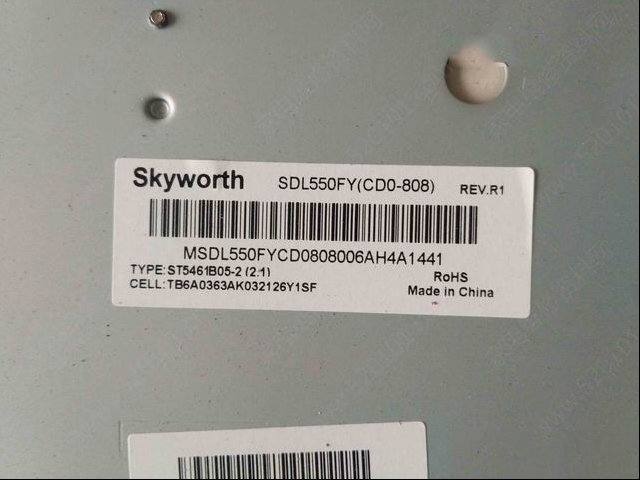 Skyworth SDL550FY(CD0-808) REV.R1
MSDL550FYCD0808006AH4A1441
TYPE: ST5461B05-2 (2.1) RoHS
CELL: TB6A0363AK032126Y1SF Made in China